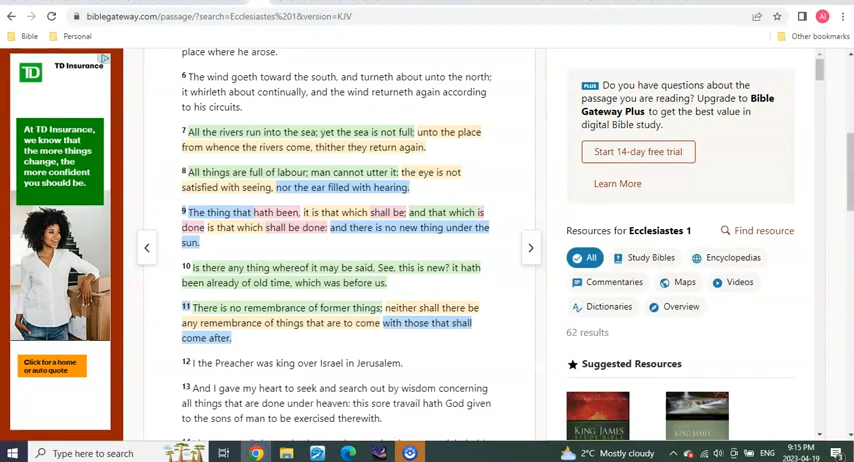 biblegateway.com/passage/?search=Ecclesiastes%201&version=KJV
AI
Bible
Personal
Other bookmarks
TD Insurance
TD
At TD Insurance,
we know that
the more things
change, the
more confident
you should be.
Click for a home
or auto quote
place where he arose.
6 The wind goeth toward the south, and turneth about unto the north;
it whirleth about continually, and the wind returneth again according
to his circuits.
7 All the rivers run into the sea; yet the sea is not full; unto the place
from whence the rivers come, thither they return again.
8 All things are full of labour; man cannot utter it: the eye is not
satisfied with seeing, nor the ear filled with hearing.
9 The thing that hath been, it is that which shall be; and that which is
done is that which shall be done: and there is no new thing under the
sun.
10 Is there any thing whereof it may be said, See, this is new? it hath
been already of old time, which was before us.
11 There is no remembrance of former things; neither shall there be
any remembrance of things that are to come with those that shall
come after.
12 I the Preacher was king over Israel in Jerusalem.
13 And I gave my heart to seek and search out by wisdom concerning
all things that are done under heaven: this sore travail hath God given
to the sons of man to be exercised therewith.
PLUS Do you have questions about the
passage you are reading? Upgrade to Bible
Gateway Plus to get the best value in
digital Bible study.
Start 14-day free trial
Learn More
Resources for Ecclesiastes 1
Find resource
All
Study Bibles
Encyclopedias
Commentaries
Maps
Videos
Dictionaries
Overview
62 results
Suggested Resources
KING JAMES
STUDY BIBLE
KING JAMES
Type here to search
2°C Mostly cloudy
ENG
9:15 PM
2023-04-19
3